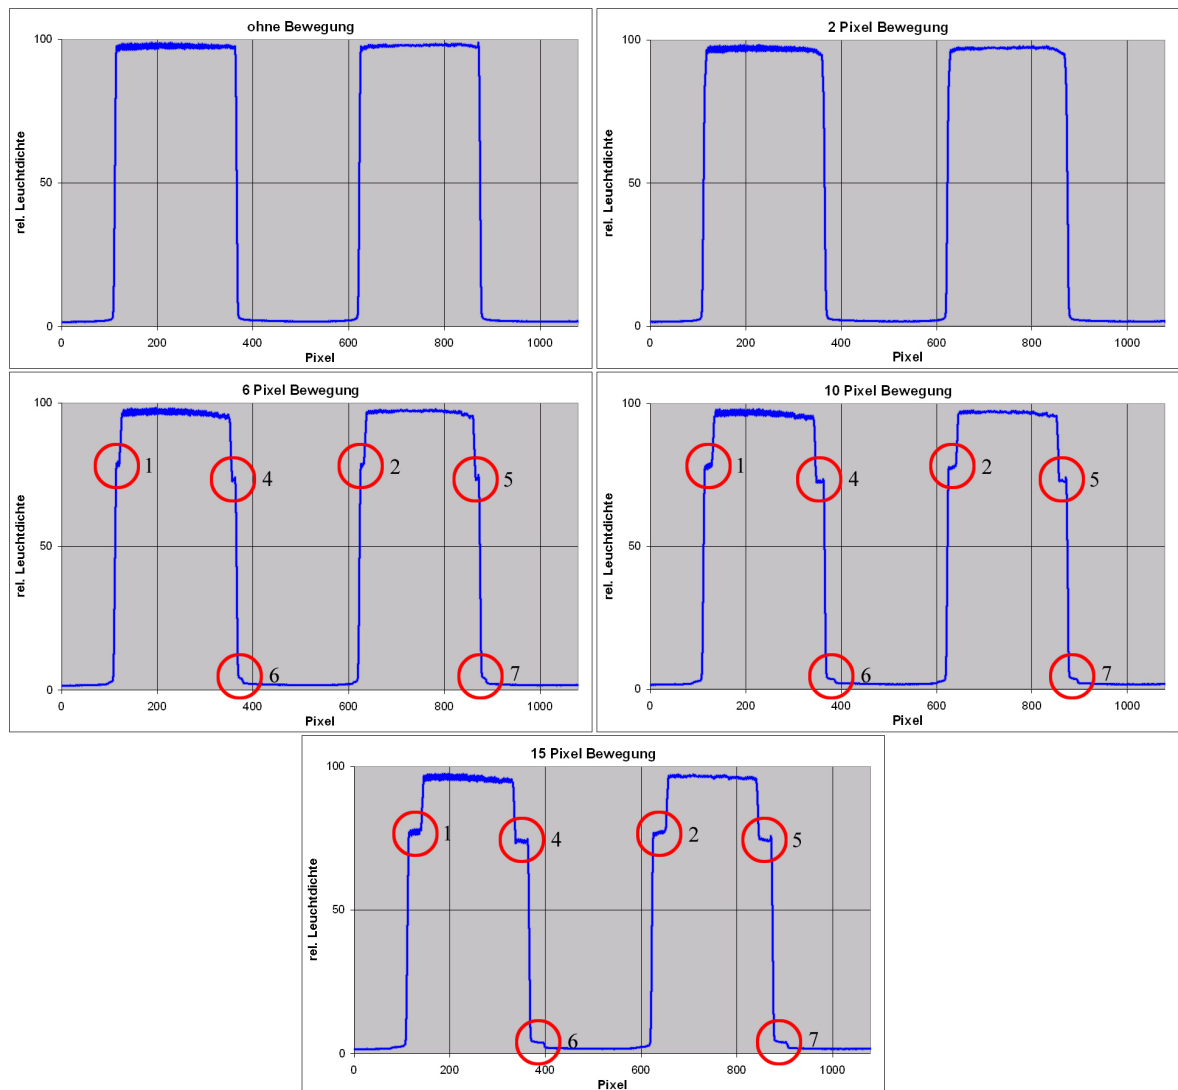 ohne Bewegung
rel. Leuchtdichte
100
50
0
0 200 400 600 800 1000
Pixel
2 Pixel Bewegung
rel. Leuchtdichte
100
50
0
0 200 400 600 800 1000
Pixel
6 Pixel Bewegung
rel. Leuchtdichte
100
1 2
4 5
50
6 7
0
0 200 400 600 800 1000
Pixel
10 Pixel Bewegung
rel. Leuchtdichte
100
1 2
4 5
50
6 7
0
0 200 400 600 800 1000
Pixel
15 Pixel Bewegung
rel. Leuchtdichte
100
1 4 2 5
50
6 7
0
0 200 400 600 800 1000
Pixel